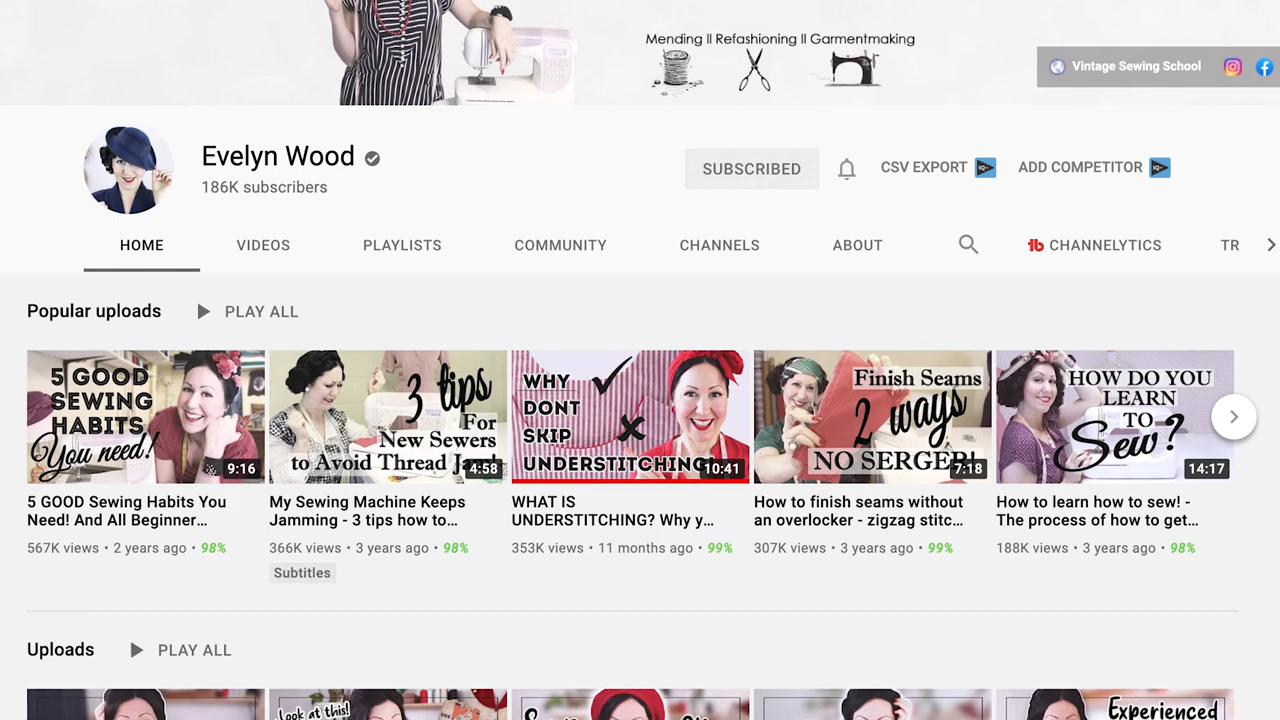 Mending || Refashioning || Garmentmaking
Vintage Sewing School
Evelyn Wood
186K subscribers
SUBSCRIBED
CSV EXPORT
ADD COMPETITOR
HOME
VIDEOS
PLAYLISTS
COMMUNITY
CHANNELS
ABOUT
CHANNELYTICS
TR
Popular uploads
PLAY ALL
5 GOOD
SEWING
HABITS
You need!
9:16
5 GOOD Sewing Habits You
Need! And All Beginner...
567K views • 2 years ago • 98%
3 tips
For
New Sewers
to Avoid Thread
4:58
My Sewing Machine Keeps
Jamming - 3 tips how to...
366K views • 3 years ago • 98%
Subtitles
WHY
DONT
SKIP
UNDERSTITCHING
10:41
WHAT IS
UNDERSTITCHING? Why y...
353K views • 11 months ago • 99%
Finish Seams
2 ways
NO SERGER!
7:18
How to finish seams without
an overlocker - zigzag stitc...
307K views • 3 years ago • 99%
HOW DO YOU
LEARN
TO
Sew?
14:17
How to learn how to sew! -
The process of how to get...
188K views • 3 years ago • 98%
Uploads
PLAY ALL
Look at this!
Experienced